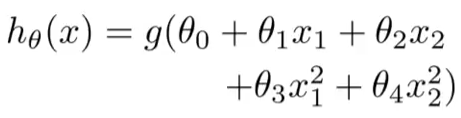 hθ(x) = g(θ₀ + θ₁x₁ + θ₂x₂
+θ₃x₁² + θ₄x₂²)